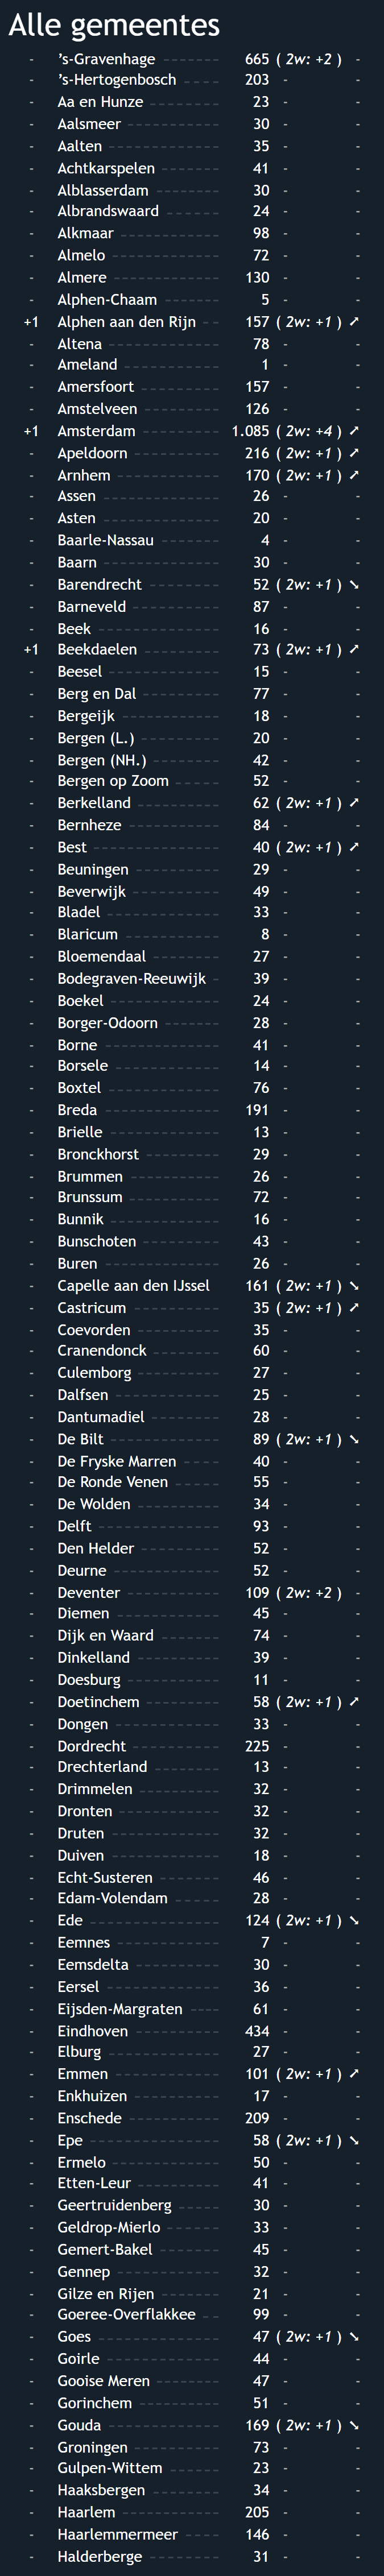 Alle gemeentes
- ’s-Gravenhage 665 ( 2w: +2 ) -
- ’s-Hertogenbosch 203 - -
- Aa en Hunze 23 - -
- Aalsmeer 30 - -
- Aalten 35 - -
- Achtkarspelen 41 - -
- Alblasserdam 30 - -
- Albrandswaard 24 - -
- Alkmaar 98 - -
- Almelo 72 - -
- Almere 130 - -
- Alphen-Chaam 5 - -
+1 Alphen aan den Rijn 157 ( 2w: +1 ) ➚
- Altena 78 - -
- Ameland 1 - -
- Amersfoort 157 - -
- Amstelveen 126 - -
+1 Amsterdam 1.085 ( 2w: +4 ) ➚
- Apeldoorn 216 ( 2w: +1 ) ➚
- Arnhem 170 ( 2w: +1 ) ➚
- Assen 26 - -
- Asten 20 - -
- Baarle-Nassau 4 - -
- Baarn 30 - -
- Barendrecht 52 ( 2w: +1 ) ➘
- Barneveld 87 - -
- Beek 16 - -
+1 Beekdaelen 73 ( 2w: +1 ) ➚
- Beesel 15 - -
- Berg en Dal 77 - -
- Bergeijk 18 - -
- Bergen (L.) 20 - -
- Bergen (NH.) 42 - -
- Bergen op Zoom 52 - -
- Berkelland 62 ( 2w: +1 ) ➚
- Bernheze 84 - -
- Best 40 ( 2w: +1 ) ➚
- Beuningen 29 - -
- Beverwijk 49 - -
- Bladel 33 - -
- Blaricum 8 - -
- Bloemendaal 27 - -
- Bodegraven-Reeuwijk 39 - -
- Boekel 24 - -
- Borger-Odoorn 28 - -
- Borne 41 - -
- Borsele 14 - -
- Boxtel 76 - -
- Breda 191 - -
- Brielle 13 - -
- Bronckhorst 29 - -
- Brummen 26 - -
- Brunssum 72 - -
- Bunnik 16 - -
- Bunschoten 43 - -
- Buren 26 - -
- Capelle aan den IJssel 161 ( 2w: +1 ) ➘
- Castricum 35 ( 2w: +1 ) ➚
- Coevorden 35 - -
- Cranendonck 60 - -
- Culemborg 27 - -
- Dalfsen 25 - -
- Dantumadiel 28 - -
- De Bilt 89 ( 2w: +1 ) ➘
- De Fryske Marren 40 - -
- De Ronde Venen 55 - -
- De Wolden 34 - -
- Delft 93 - -
- Den Helder 52 - -
- Deurne 52 - -
- Deventer 109 ( 2w: +2 ) -
- Diemen 45 - -
- Dijk en Waard 74 - -
- Dinkelland 39 - -
- Doesburg 11 - -
- Doetinchem 58 ( 2w: +1 ) ➚
- Dongen 33 - -
- Dordrecht 225 - -
- Drechterland 13 - -
- Drimmelen 32 - -
- Dronten 32 - -
- Druten 32 - -
- Duiven 18 - -
- Echt-Susteren 46 - -
- Edam-Volendam 28 - -
- Ede 124 ( 2w: +1 ) ➘
- Eemnes 7 - -
- Eemsdelta 30 - -
- Eersel 36 - -
- Eijsden-Margraten 61 - -
- Eindhoven 434 - -
- Elburg 27 - -
- Emmen 101 ( 2w: +1 ) ➚
- Enkhuizen 17 - -
- Enschede 209 - -
- Epe 58 ( 2w: +1 ) ➘
- Ermelo 50 - -
- Etten-Leur 41 - -
- Geertruidenberg 30 - -
- Geldrop-Mierlo 33 - -
- Gemert-Bakel 45 - -
- Gennep 32 - -
- Gilze en Rijen 21 - -
- Goeree-Overflakkee 99 - -
- Goes 47 ( 2w: +1 ) ➘
- Goirle 44 - -
- Gooise Meren 47 - -
- Gorinchem 51 - -
- Gouda 169 ( 2w: +1 ) ➘
- Groningen 73 - -
- Gulpen-Wittem 23 - -
- Haaksbergen 34 - -
- Haarlem 205 - -
- Haarlemmermeer 146 - -
- Halderberge 31 - -